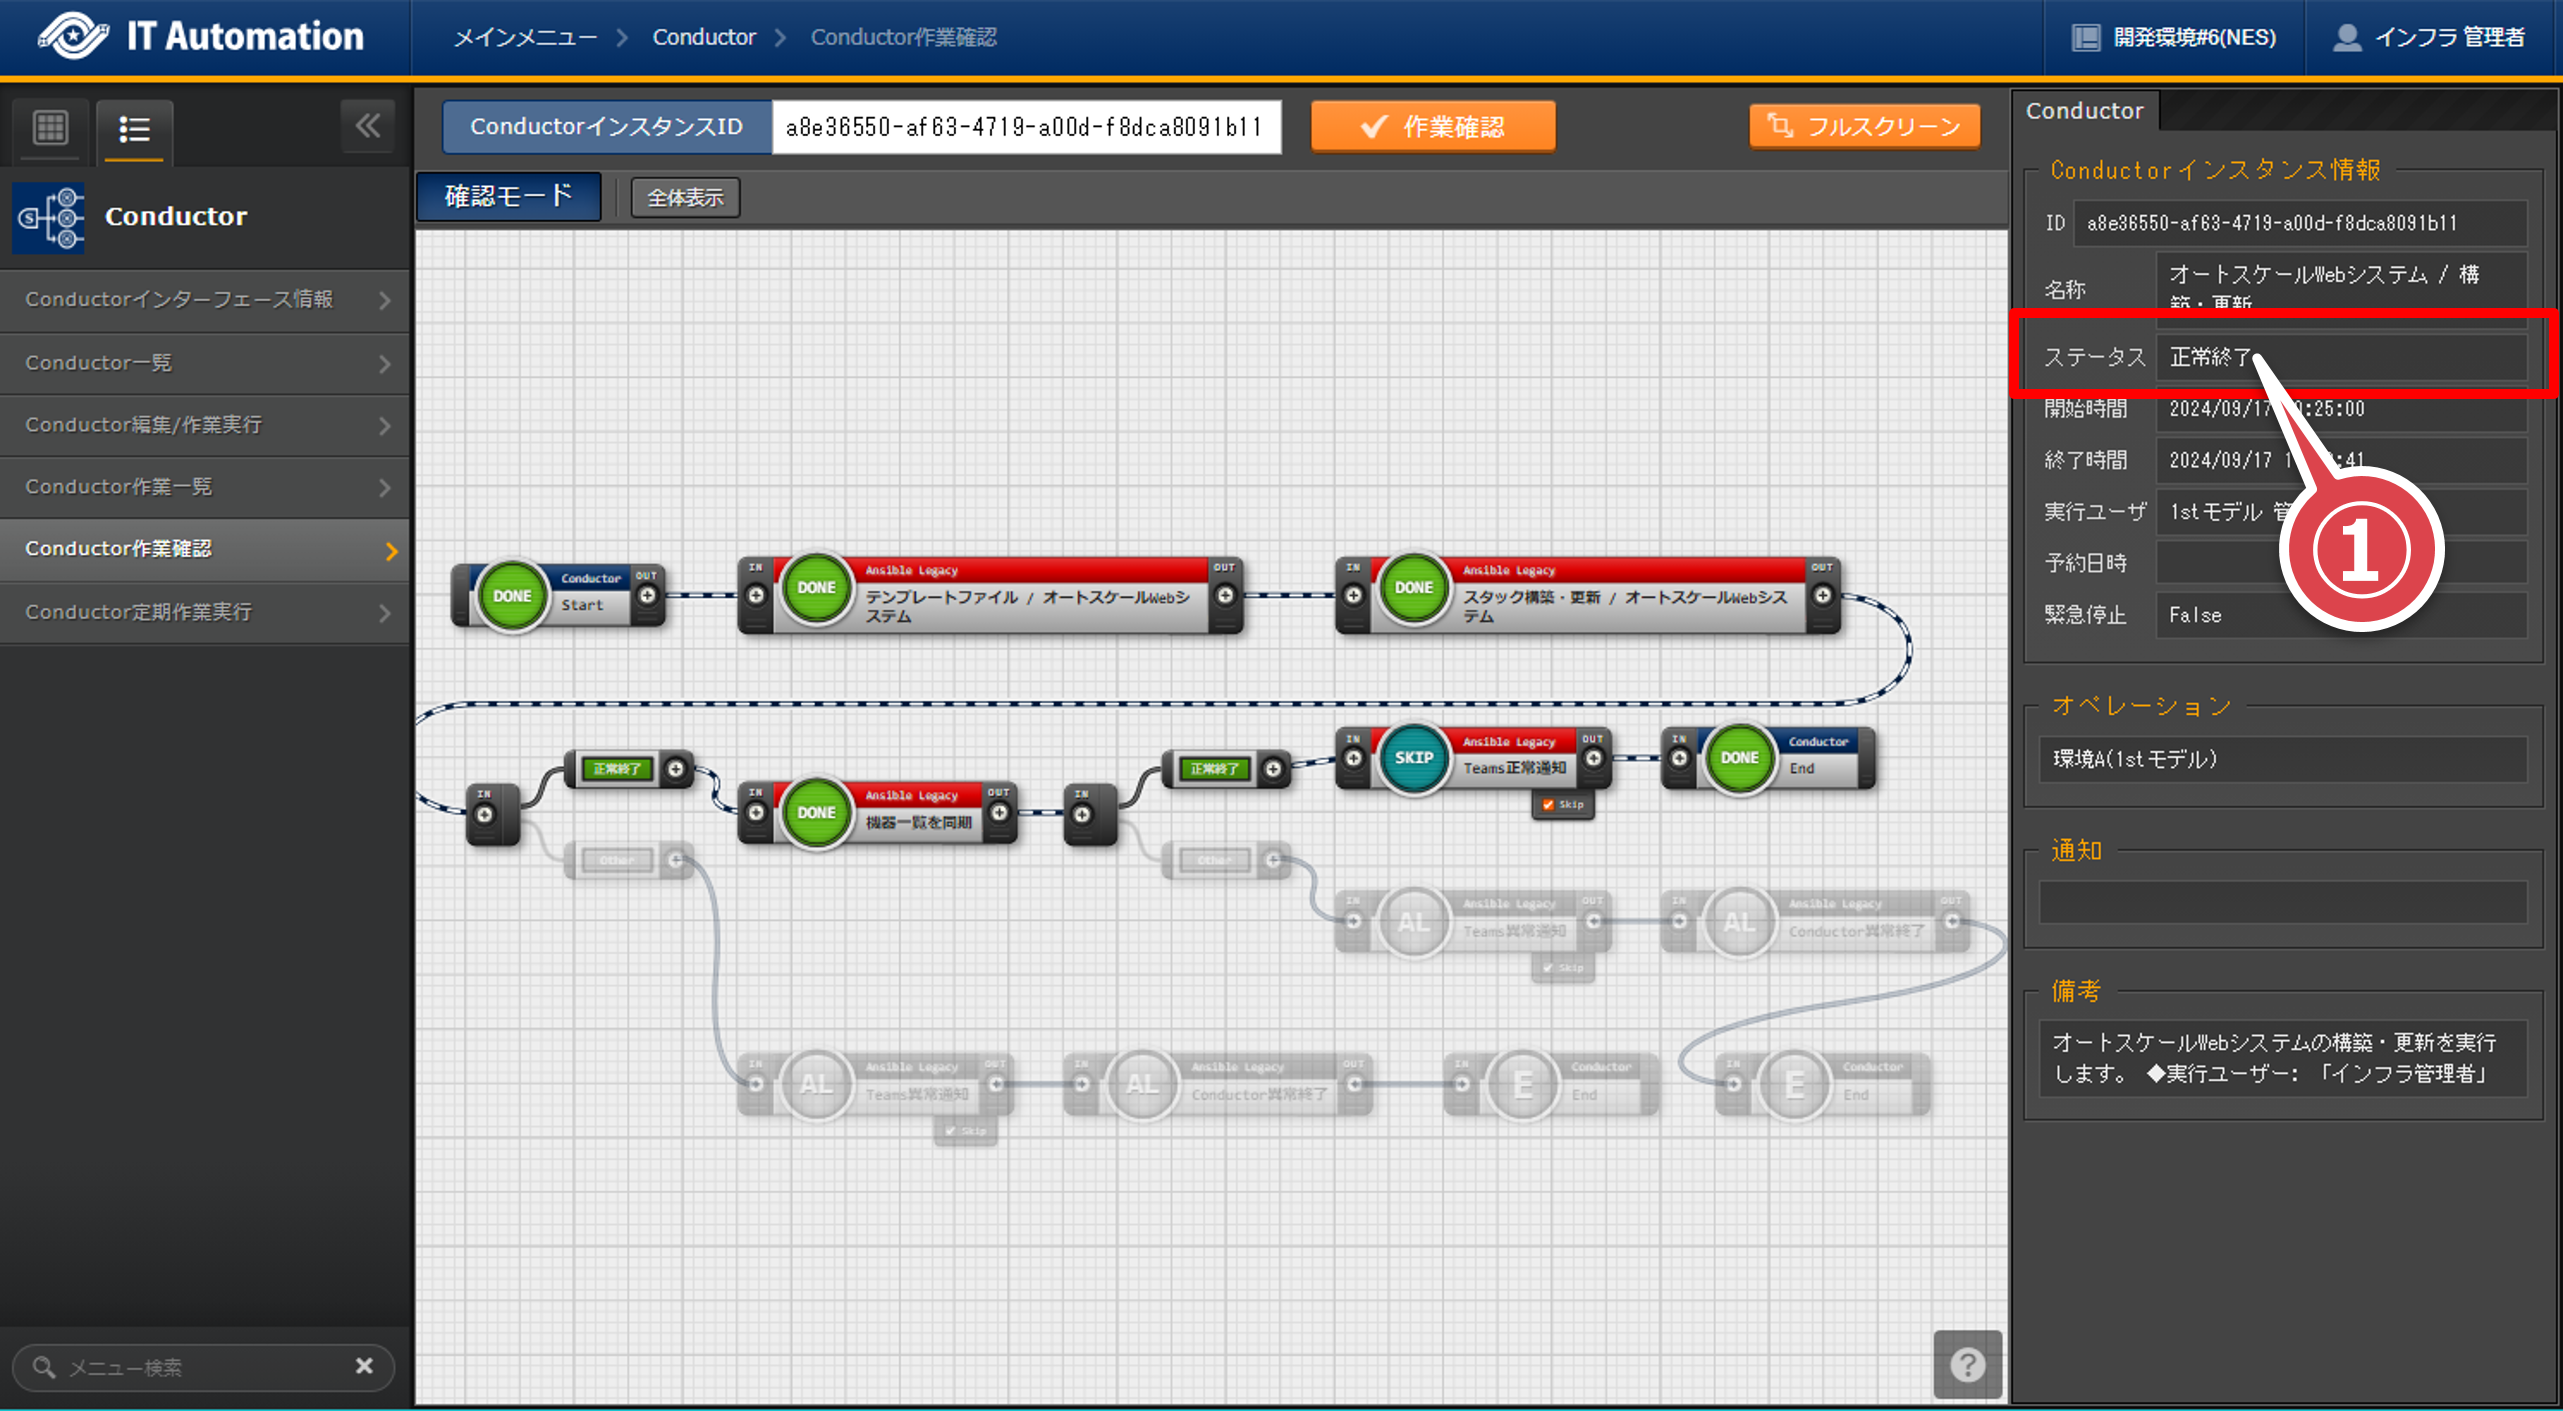 IT Automation
メインメニュー > Conductor > Conductor作業確認
開発環境#6(NES)
インフラ 管理者
ConductorインスタンスID
a8e36550-af63-4719-a00d-f8dca8091b11
作業確認
フルスクリーン
確認モード
全体表示
Conductor
Conductorインターフェース情報
Conductor一覧
Conductor編集/作業実行
Conductor作業一覧
Conductor作業確認
Conductor定期作業実行
メニュー検索
DONE
Conductor
Start
OUT
IN
DONE
Ansible Legacy
テンプレートファイル / オートスケールWebシ
ステム
OUT
IN
DONE
Ansible Legacy
スタック構築・更新 / オートスケールWebシス
テム
OUT
IN
正常終了
Other
IN
DONE
Ansible Legacy
機器一覧を同期
OUT
IN
正常終了
Other
IN
SKIP
Ansible Legacy
Teams正常通知
OUT
Skip
IN
DONE
Conductor
End
IN
AL
Ansible Legacy
Teams異常通知
OUT
Skip
IN
AL
Ansible Legacy
Conductor異常終了
OUT
IN
AL
Ansible Legacy
Teams異常通知
OUT
Skip
IN
AL
Ansible Legacy
Conductor異常終了
OUT
IN
E
Conductor
End
IN
E
Conductor
End
Conductor
Conductorインスタンス情報
ID a8e36550-af63-4719-a00d-f8dca8091b11
名称 オートスケールWebシステム / 構
築・更新
ステータス 正常終了
開始時間 2024/09/17 :25:00
終了時間 2024/09/17 1 :41
実行ユーザ 1stモデル
予約日時
緊急停止 False
1
オペレーション
環境A(1stモデル)
通知
備考
オートスケールWebシステムの構築・更新を実行
します。 ◆実行ユーザー: 「インフラ管理者」